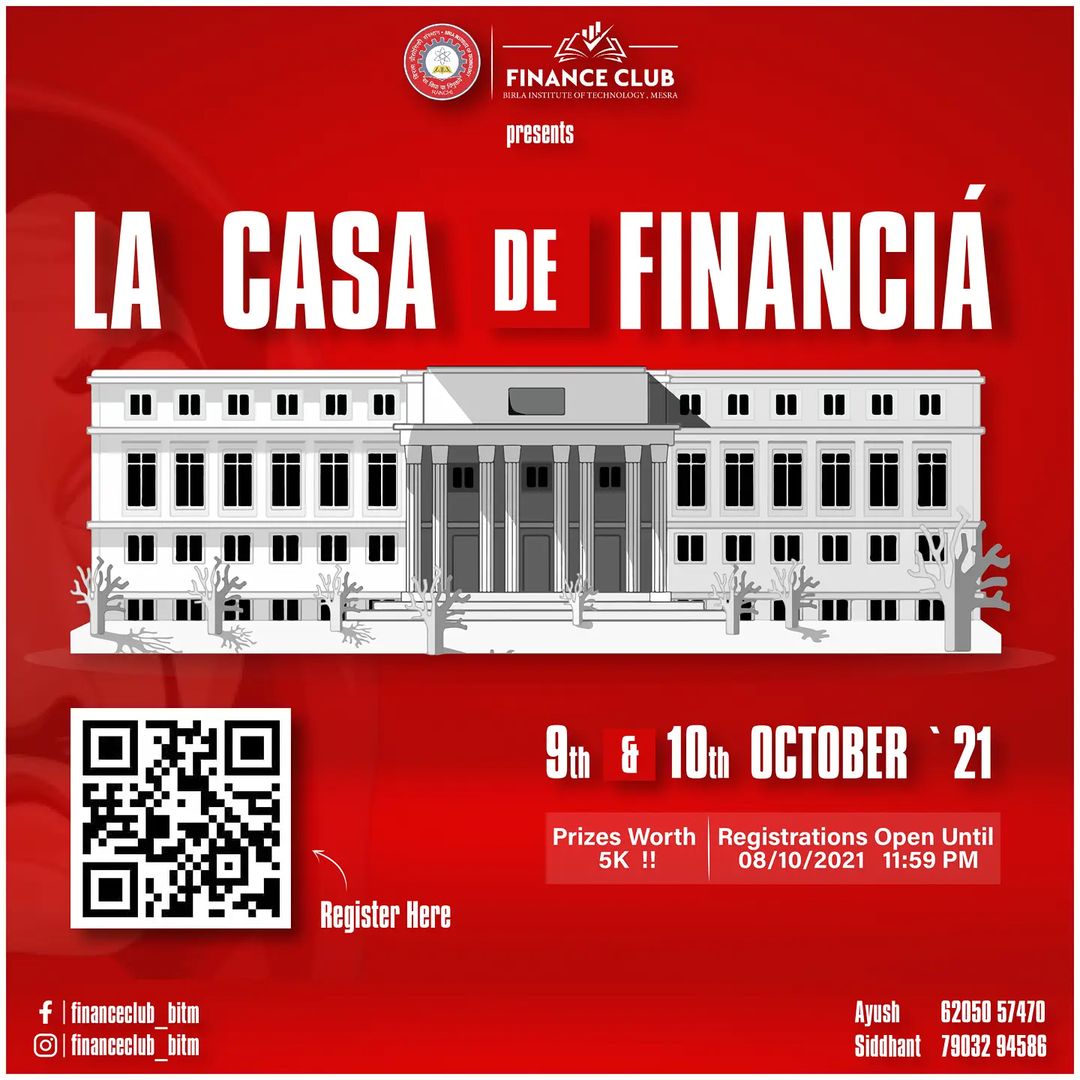 FINANCE CLUB
BIRLA INSTITUTE OF TECHNOLOGY, MESRA
presents
LA CASA DE FINANCIÁ
9th & 10th OCTOBER ` 21
Prizes Worth
5K !!
Registrations Open Until
08/10/2021 11:59 PM
Register Here
financeclub_bitm
financeclub_bitm
Ayush 62050 57470
Siddhant 79032 94586